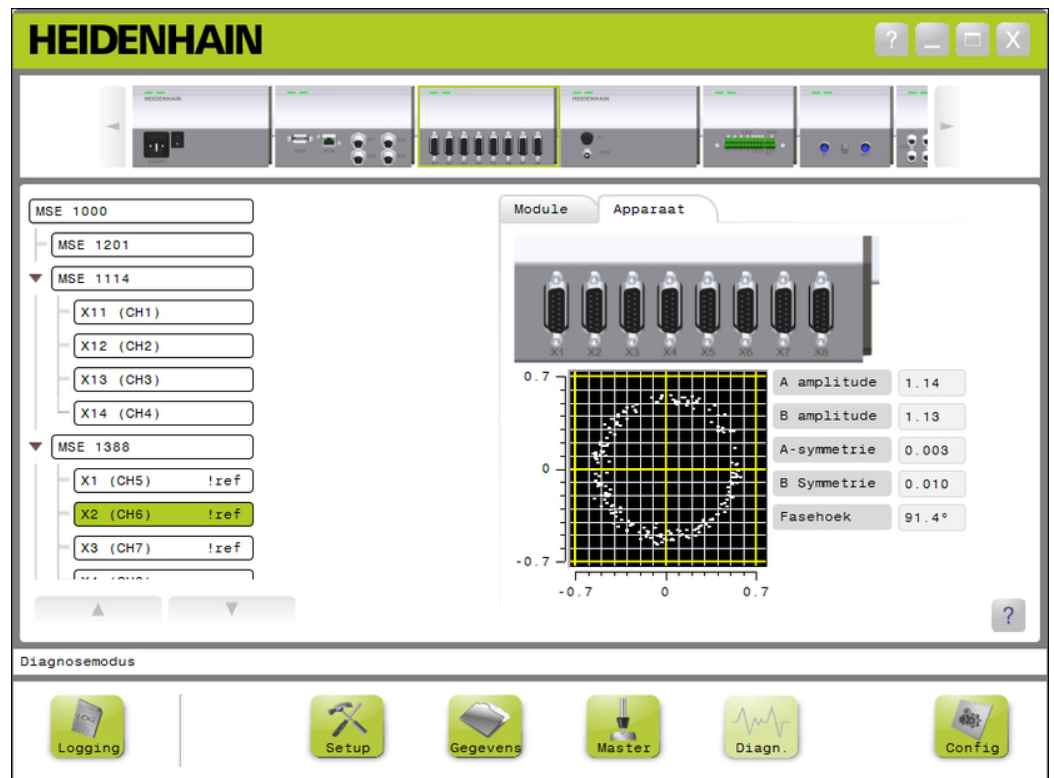 HEIDENHAIN
? _ X
HEIDENHAIN
HEIDENHAIN
MSE 1000
MSE 1201
MSE 1114
X11 (CH1)
X12 (CH2)
X13 (CH3)
X14 (CH4)
MSE 1388
X1 (CH5) !ref
X2 (CH6) !ref
X3 (CH7) !ref
Module Apparaat
X1 X2 X3 X4 X5 X6 X7 X8
0.7
0
-0.7
-0.7 0 0.7
A amplitude 1.14
B amplitude 1.13
A-symmetrie 0.003
B Symmetrie 0.010
Fasehoek 91.4°
?
Diagnosemodus
LOG
Logging
Setup
Gegevens
Master
Diagn.
Config